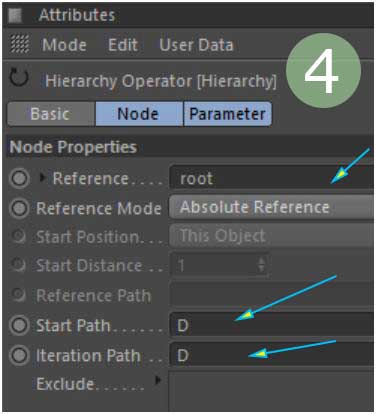 Attributes
Mode Edit User Data
4
Hierarchy Operator [Hierarchy]
Basic Node Parameter
Node Properties
Reference.... root
Reference Mode Absolute Reference
Start Position... This Object
Start Distance .. 1
Reference Path
Start Path...... D
Iteration Path .. D
Exclude......